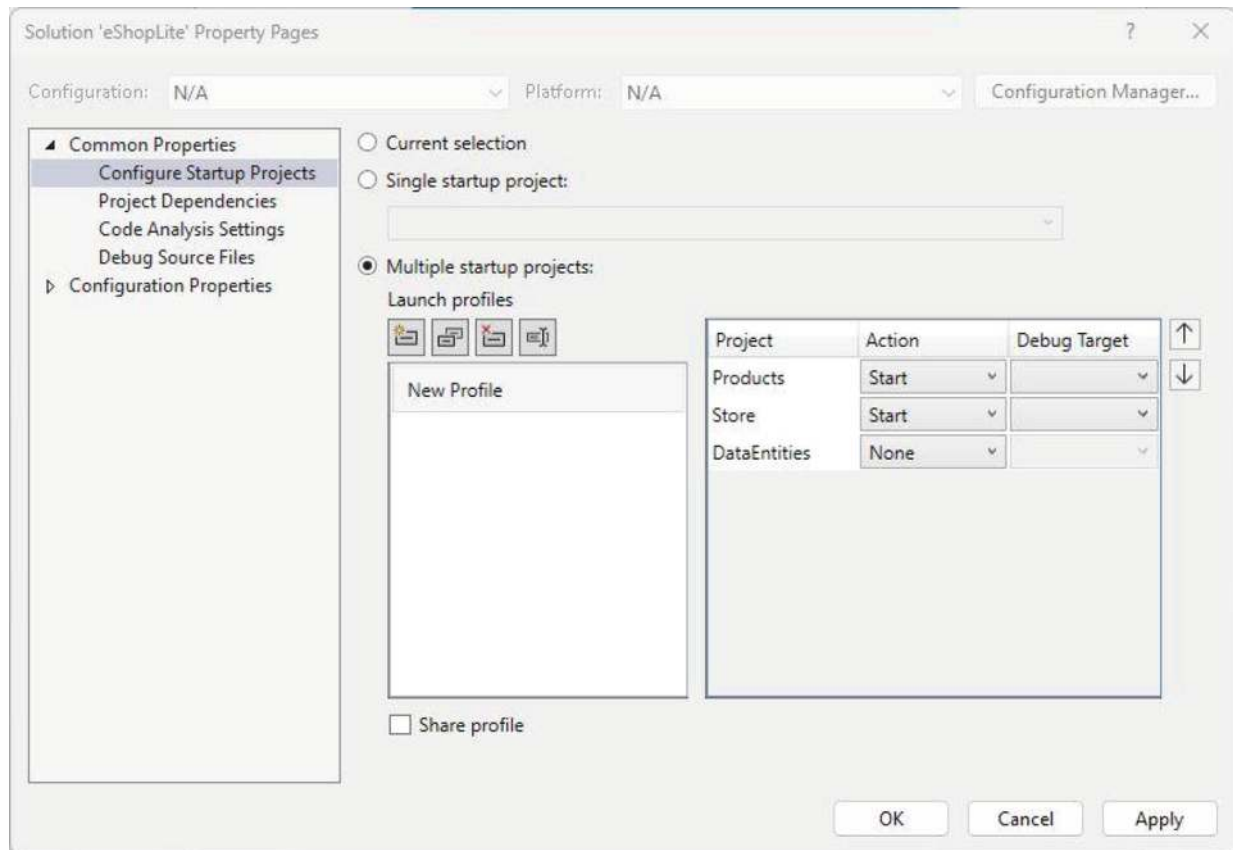 Solution 'eShopLite' Property Pages
?
Configuration: N/A Platform: N/A Configuration Manager...
Common Properties
Configure Startup Projects
Project Dependencies
Code Analysis Settings
Debug Source Files
Configuration Properties
Current selection
Single startup project:
Multiple startup projects:
Launch profiles
New Profile
Project Action Debug Target
Products Start
Store Start
DataEntities None
Share profile
OK Cancel Apply